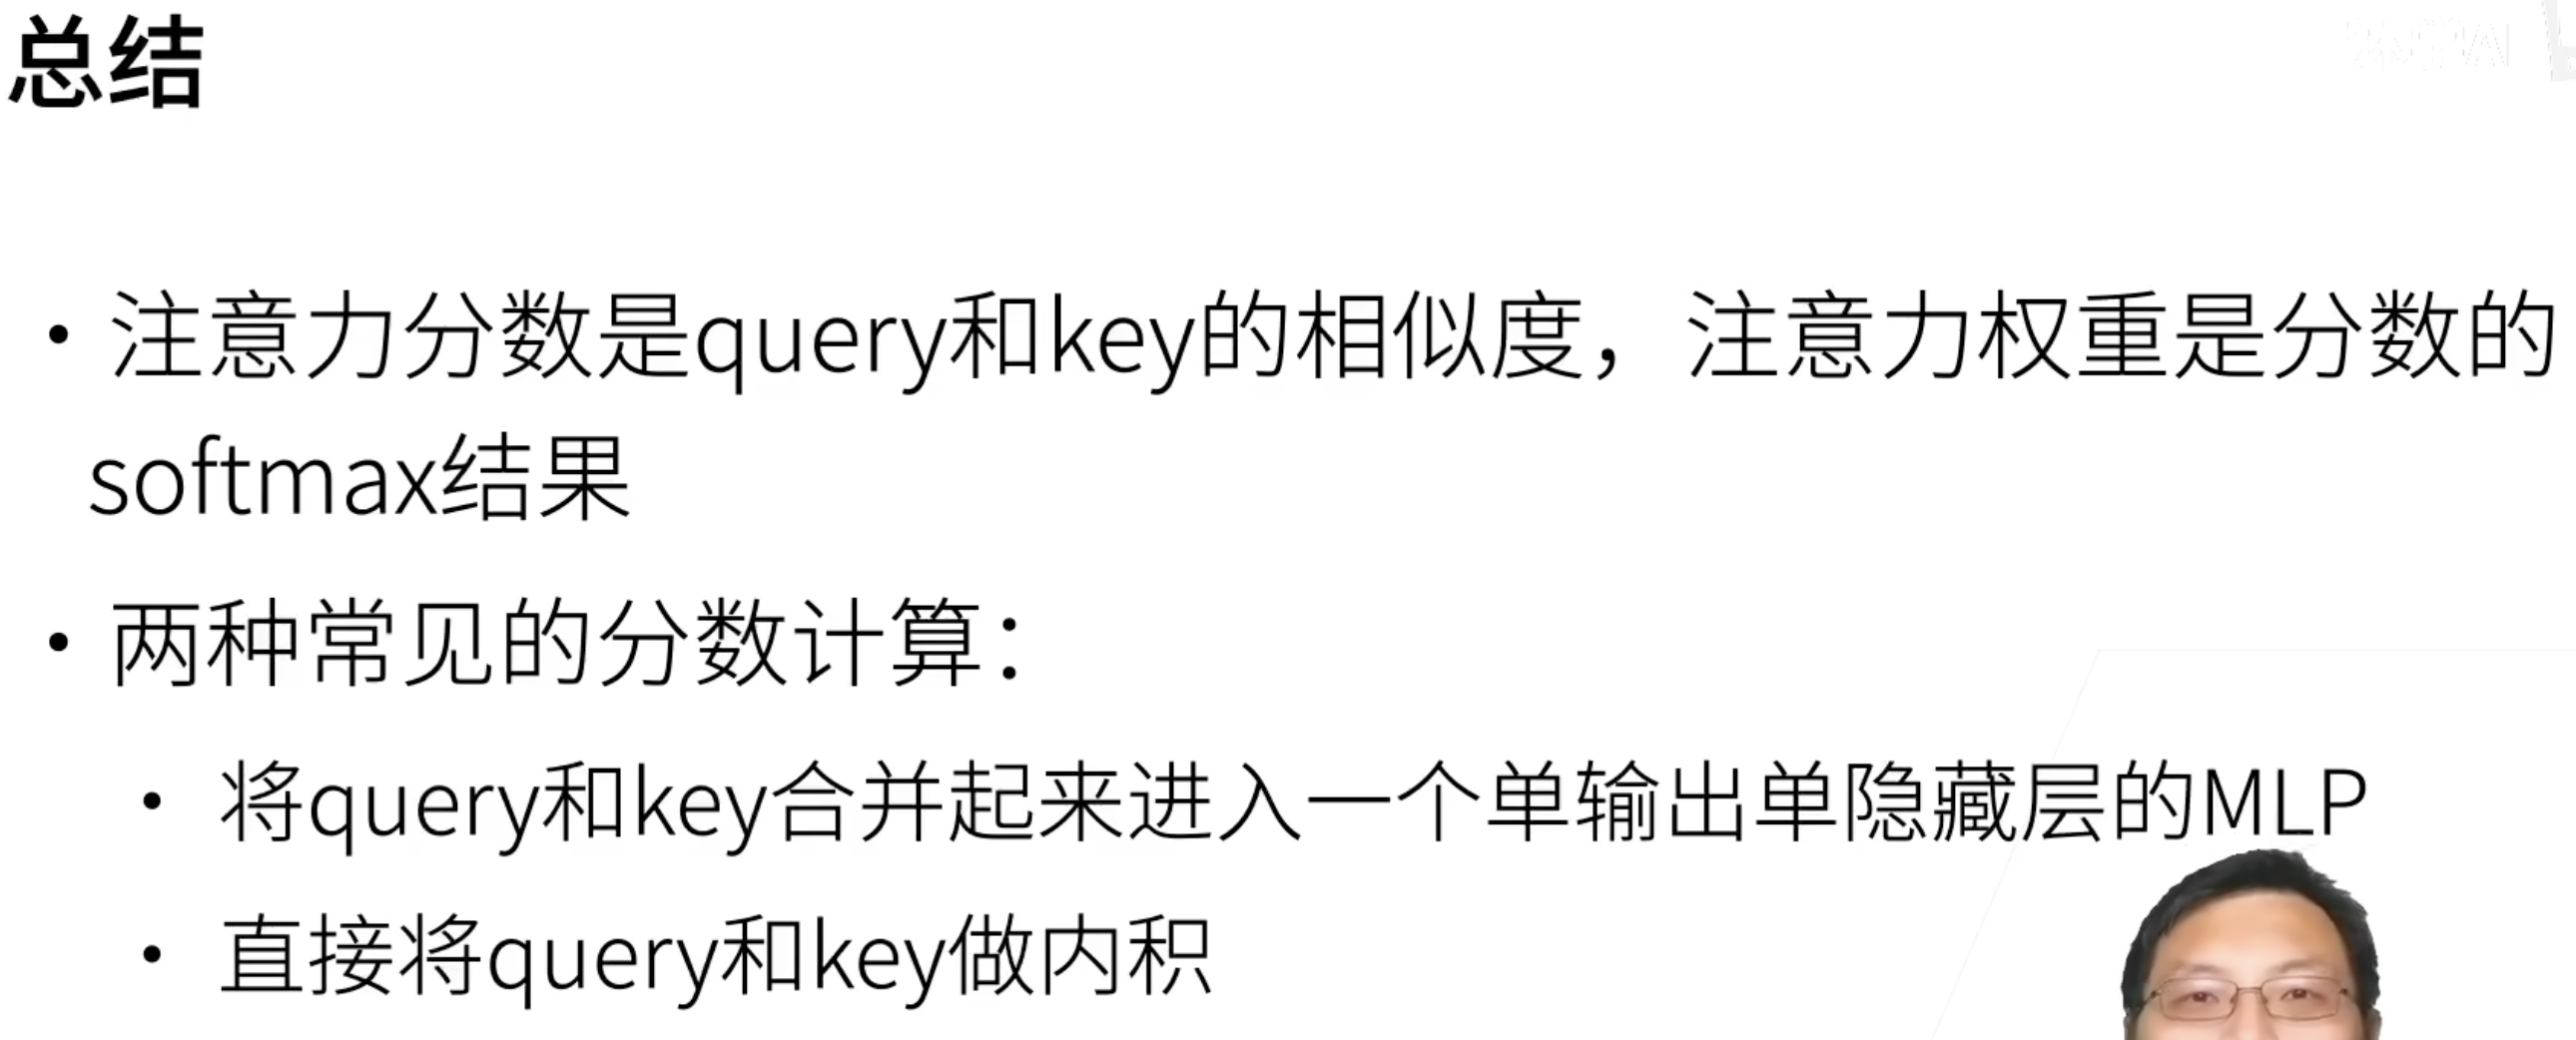 总结
• 注意力分数是query和key的相似度，注意力权重是分数的
softmax结果
• 两种常见的分数计算：
• 将query和key合并起来进入一个单输出单隐藏层的MLP
• 直接将query和key做内积